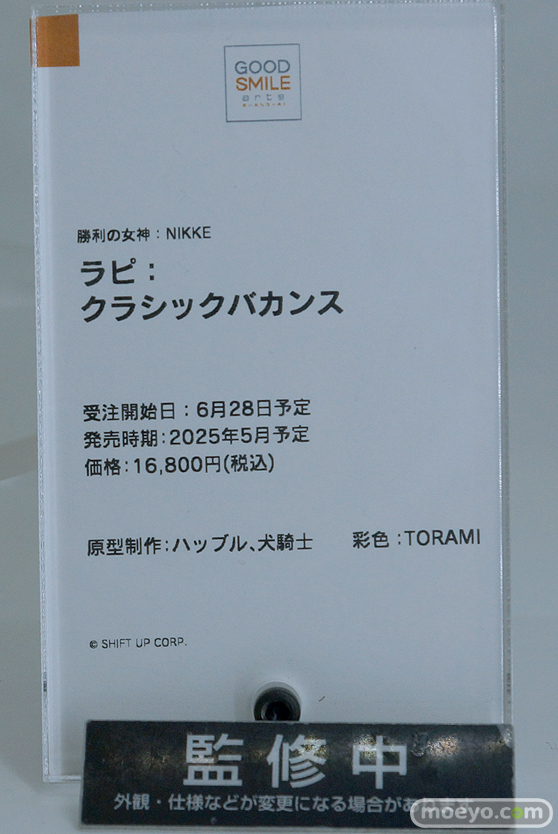 GOOD
SMILE
arts
SHANGHAI
勝利の女神：NIKKE
ラピ：
クラシックバカンス
受注開始日：6月28日予定
発売時期：2025年5月予定
価格：16,800円(税込)
原型制作：ハッブル、犬騎士　彩色：TORAMI
© SHIFT UP CORP.
監修中
外観・仕様などが変更になる場合があります
moeyo.com